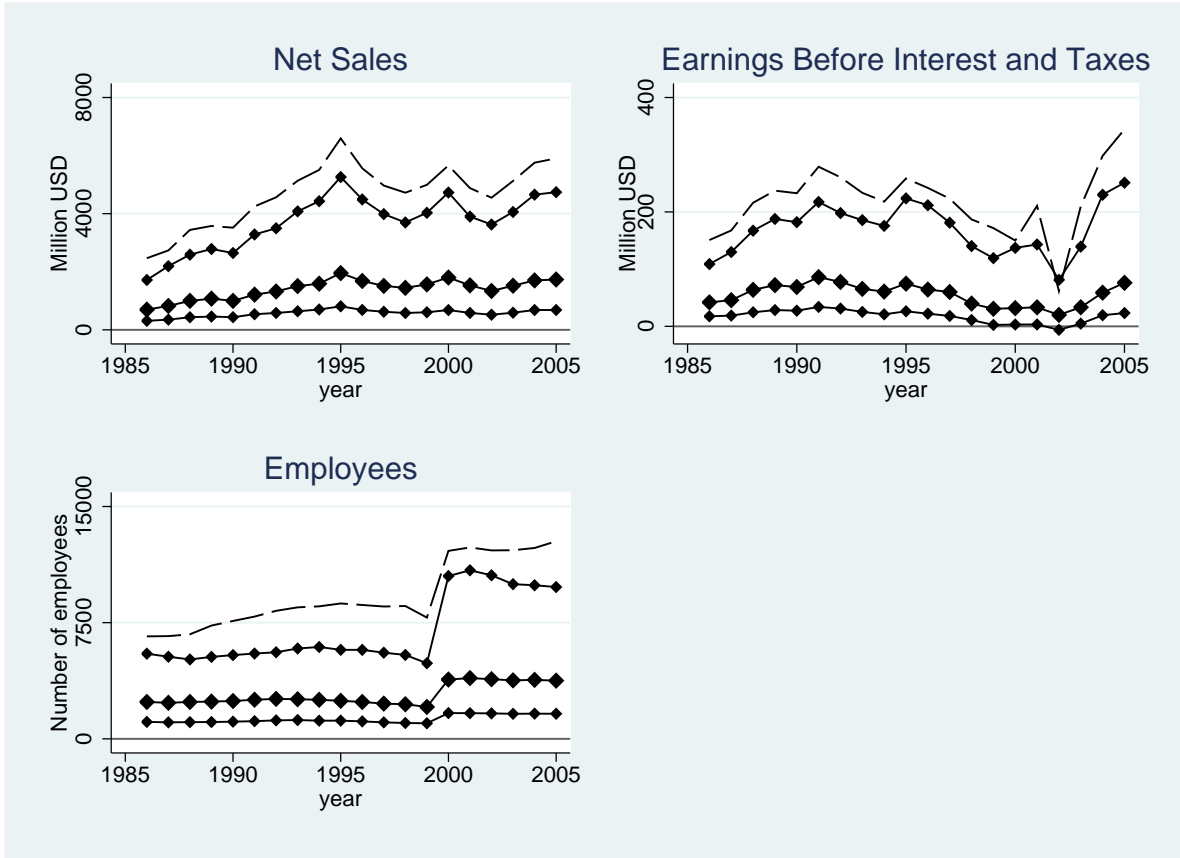 Net Sales
8000
4000
0
Million USD
1985 1990 1995 2000 2005
year
Earnings Before Interest and Taxes
400
200
0
Million USD
1985 1990 1995 2000 2005
year
Employees
15000
7500
0
Number of employees
1985 1990 1995 2000 2005
year